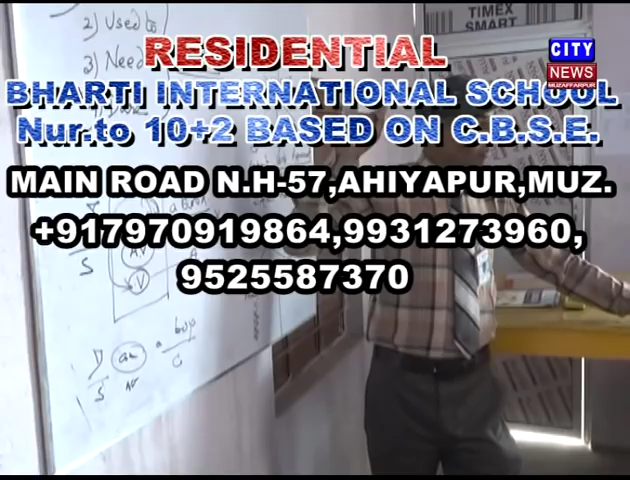 2) Used to
TIMEX
SMART
RESIDENTIAL
CITY
NEWS
MUZAFFARPUR
3) Need
BHARTI INTERNATIONAL SCHOOL
Nur.to 10+2 BASED ON C.B.S.E.
MAIN ROAD N.H-57,AHIYAPUR,MUZ.
+917970919864,9931273960,
9525587370